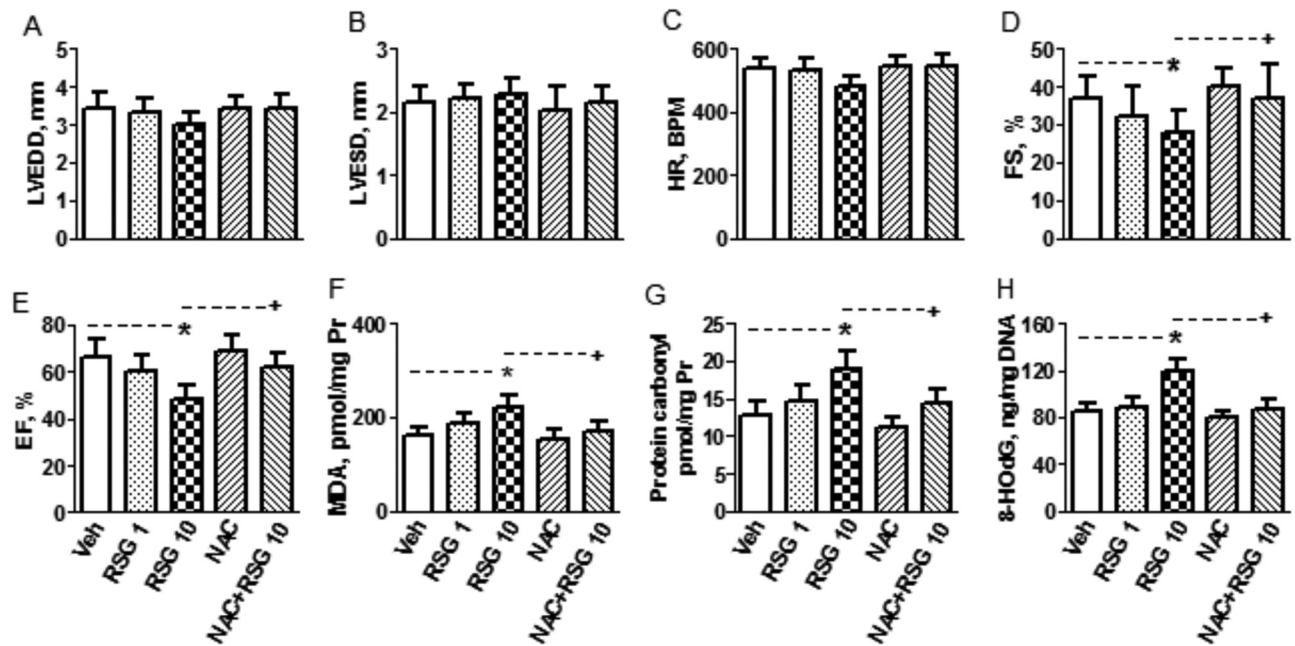 A
LVEDD, mm
5
4
3
2
1
0
B
LVESD, mm
3
2
1
0
C
HR, BPM
600
400
200
0
D
FS, %
50
40
30
20
10
0
*
+
E
EF, %
80
60
40
20
0
*
+
Veh
RSG 1
RSG 10
NAC
NAC+RSG 10
F
MDA, pmol/mg Pr
400
200
0
*
+
Veh
RSG 1
RSG 10
NAC
NAC+RSG 10
G
Protein carbonyl
pmol/mg Pr
25
20
15
10
5
0
*
+
Veh
RSG 1
RSG 10
NAC
NAC+RSG 10
H
8-HOdG, ng/mg DNA
160
120
80
40
0
*
+
Veh
RSG 1
RSG 10
NAC
NAC+RSG 10